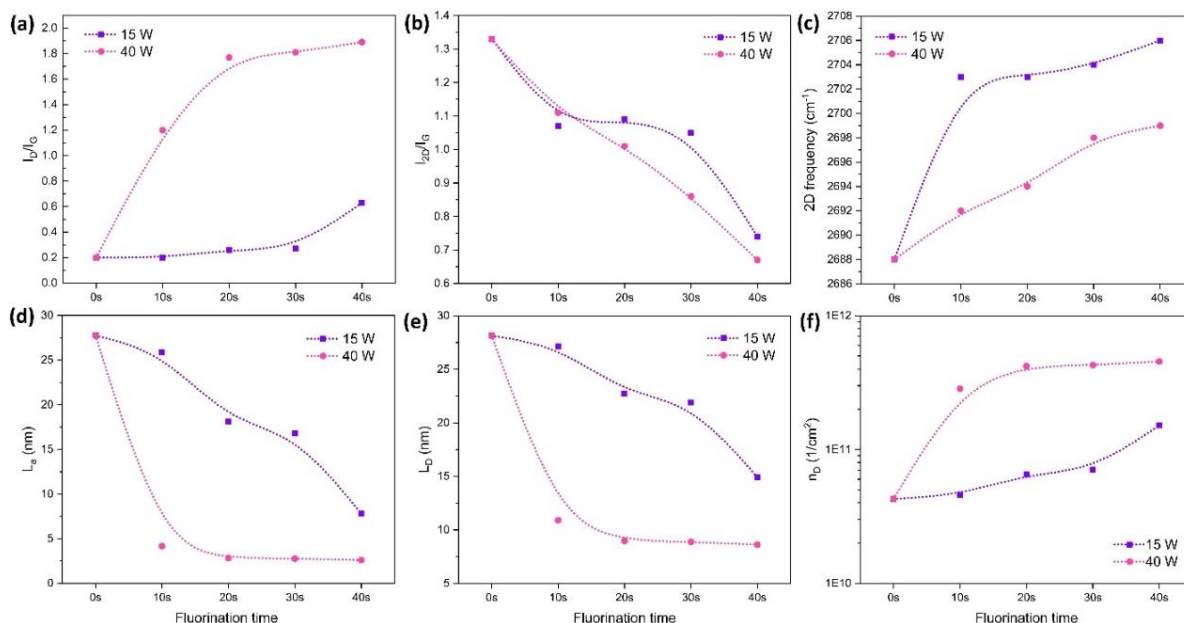 (a)
15 W
40 W
I_D/I_G
2.0
1.8
1.6
1.4
1.2
1.0
0.8
0.6
0.4
0.2
0.0
0s
10s
20s
30s
40s
(b)
15 W
40 W
I_2D/I_G
1.4
1.3
1.2
1.1
1.0
0.9
0.8
0.7
0.6
0s
10s
20s
30s
40s
(c)
15 W
40 W
2D frequency (cm⁻¹)
2708
2706
2704
2702
2700
2698
2696
2694
2692
2690
2688
2686
0s
10s
20s
30s
40s
(d)
15 W
40 W
L_a (nm)
30
25
20
15
10
5
0
0s
10s
20s
30s
40s
Fluorination time
(e)
15 W
40 W
L_D (nm)
30
25
20
15
10
5
0s
10s
20s
30s
40s
Fluorination time
(f)
15 W
40 W
n_D (1/cm²)
1E12
1E11
1E10
0s
10s
20s
30s
40s
Fluorination time